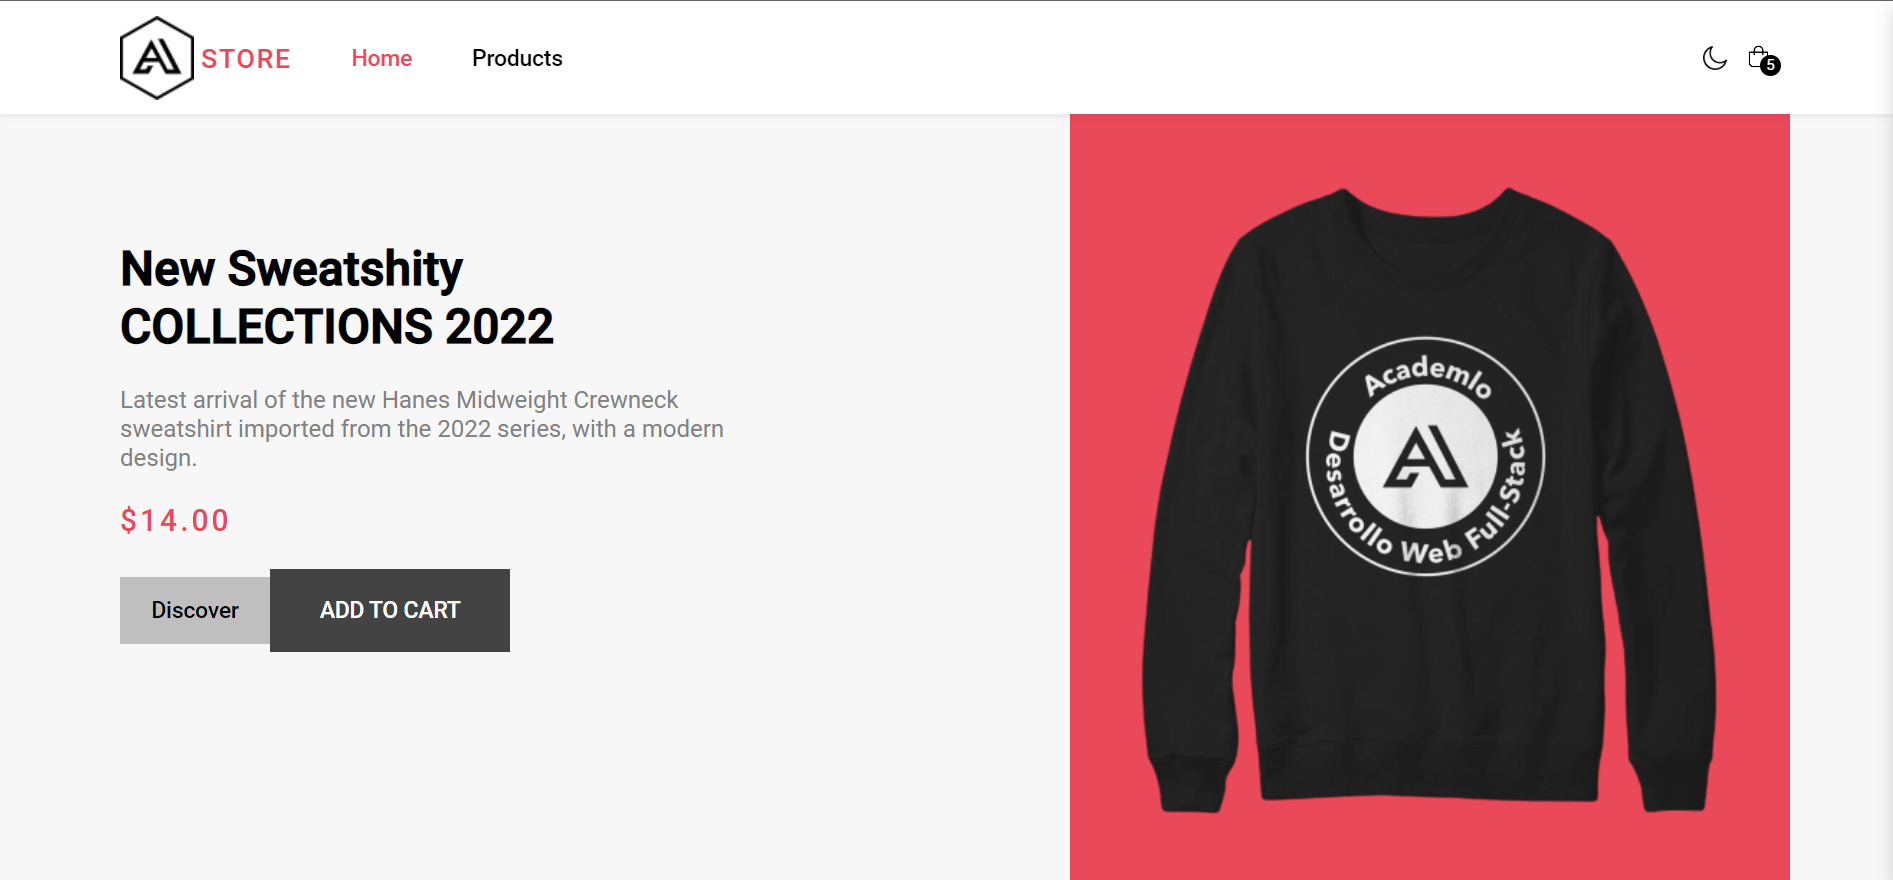 STORE
Home
Products
5
New Sweatshity
COLLECTIONS 2022
Latest arrival of the new Hanes Midweight Crewneck
sweatshirt imported from the 2022 series, with a modern
design.
$14.00
Discover
ADD TO CART
Academlo
Desarrollo Web Full-Stack